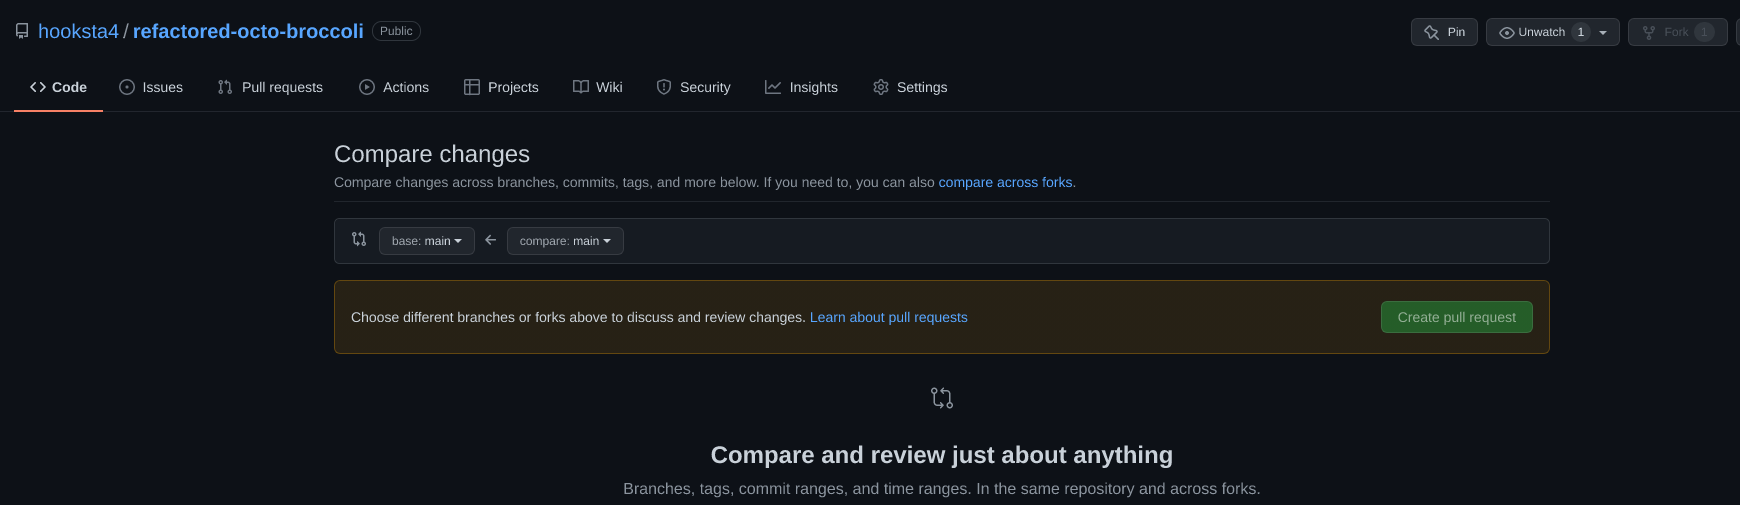 hooksta4 / refactored-octo-broccoli Public Pin Unwatch 1 Fork 1
Code Issues Pull requests Actions Projects Wiki Security Insights Settings
Compare changes
Compare changes across branches, commits, tags, and more below. If you need to, you can also compare across forks.
base: main compare: main
Choose different branches or forks above to discuss and review changes. Learn about pull requests Create pull request
Compare and review just about anything
Branches, tags, commit ranges, and time ranges. In the same repository and across forks.